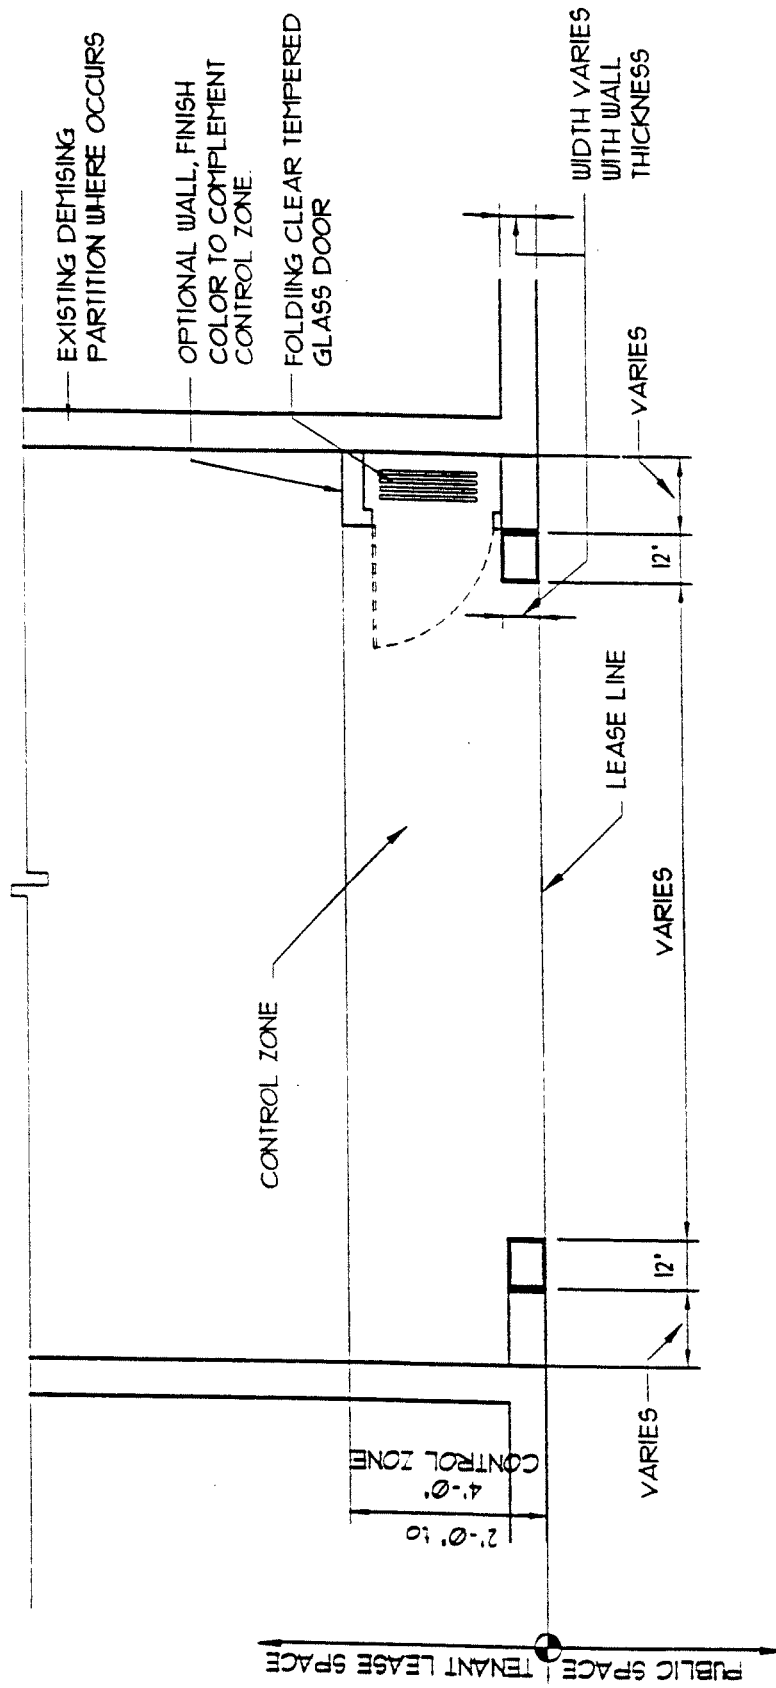 EXISTING DEMISING
PARTITION WHERE OCCURS
OPTIONAL WALL, FINISH
COLOR TO COMPLEMENT
CONTROL ZONE.
FOLDIING CLEAR TEMPERED
GLASS DOOR
WIDTH VARIES
WITH WALL
THICKNESS
VARIES
12"
LEASE LINE
VARIES
CONTROL ZONE
12"
VARIES
2'-0" to
4'-0"
CONTROL ZONE
TENANT LEASE SPACE
PUBLIC SPACE